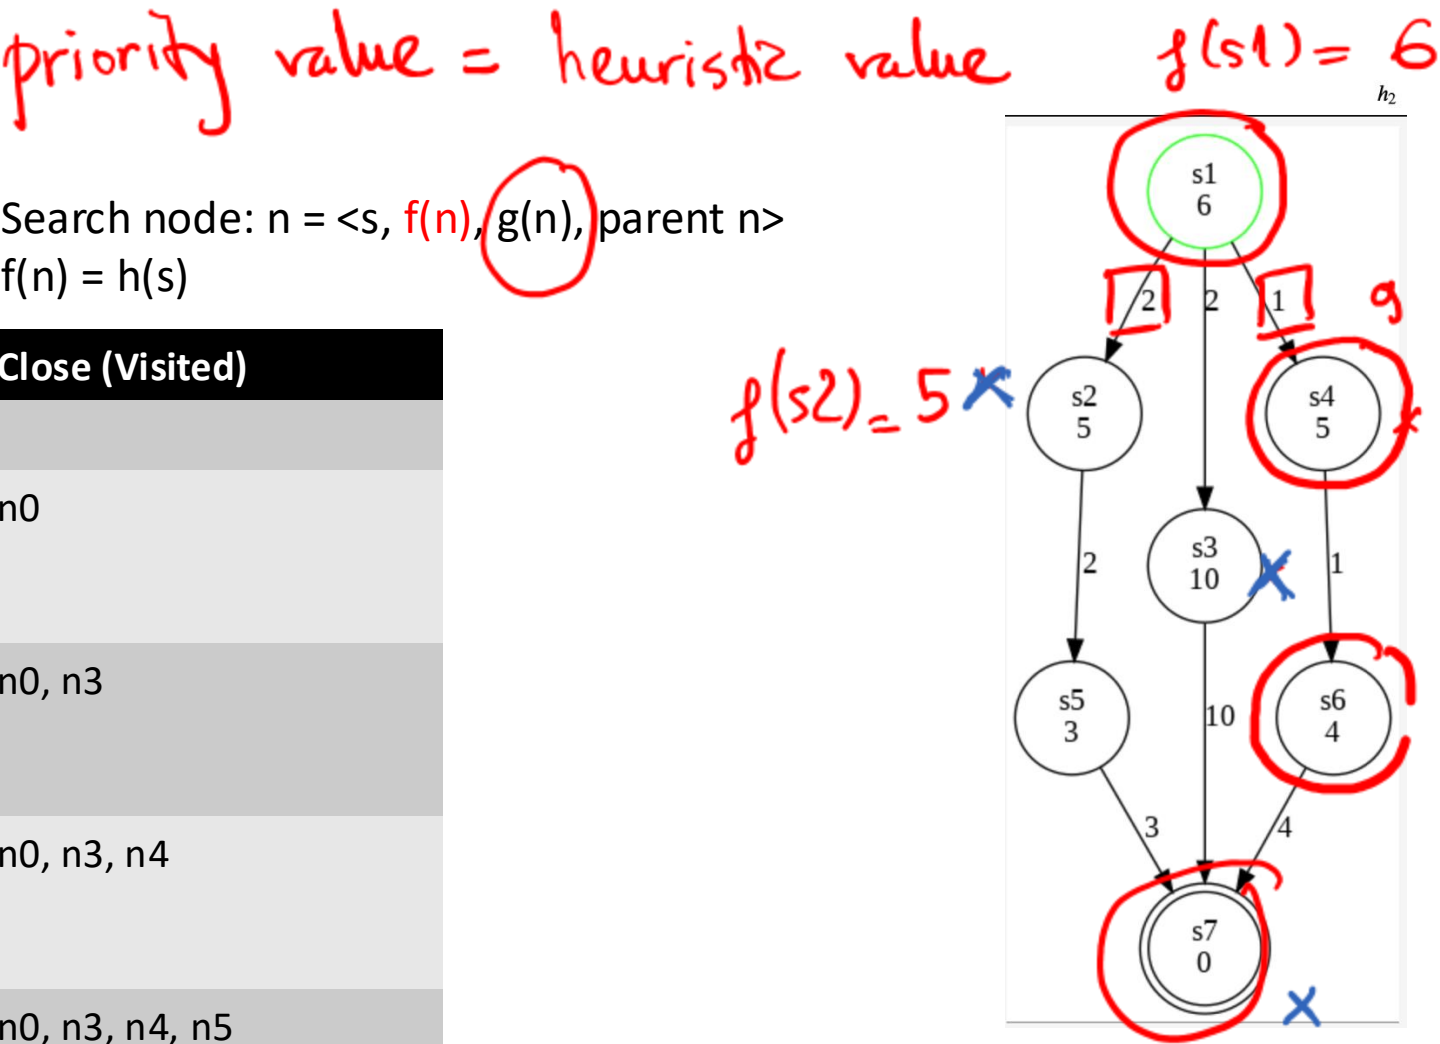 priority value = heuristic value f(s1) = 6
h2
Search node: n = <s, f(n), g(n), parent n>
f(n) = h(s)
Close (Visited)
n0
n0, n3
n0, n3, n4
n0, n3, n4, n5
f(s2) = 5
s1
6
2
2
1
g
s2
5
s4
5
s3
10
2
1
s5
3
10
s6
4
3
4
s7
0